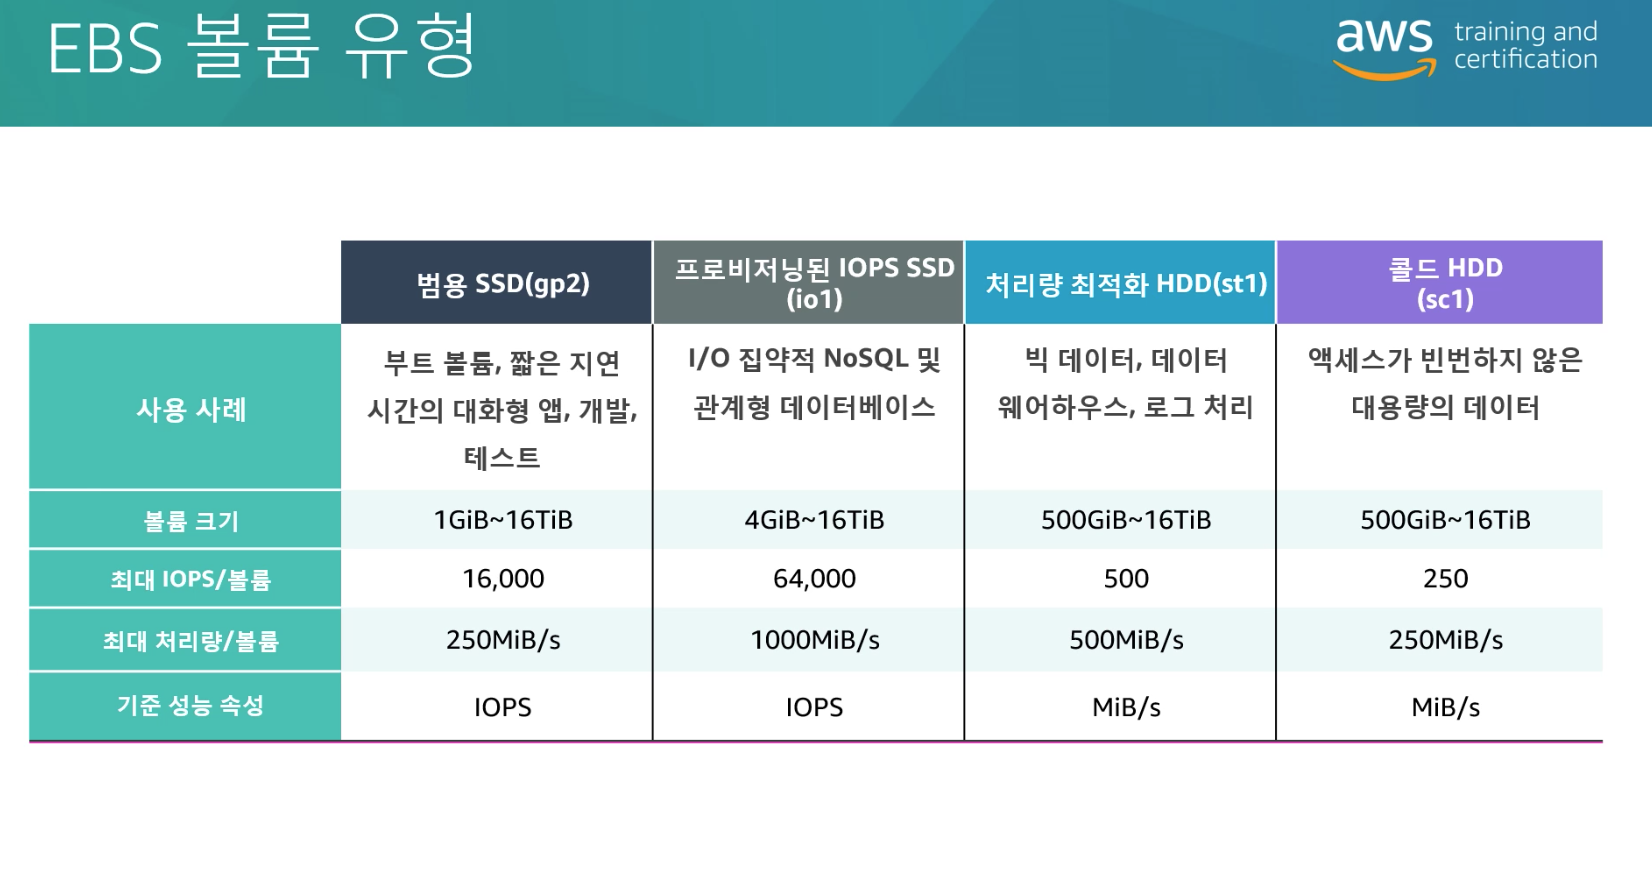 EBS 볼륨 유형
aws training and
certification
범용 SSD(gp2)
프로비저닝된 IOPS SSD
(io1)
처리량 최적화 HDD(st1)
콜드 HDD
(sc1)
사용 사례
부트 볼륨, 짧은 지연
시간의 대화형 앱, 개발,
테스트
I/O 집약적 NoSQL 및
관계형 데이터베이스
빅 데이터, 데이터
웨어하우스, 로그 처리
액세스가 빈번하지 않은
대용량의 데이터
볼륨 크기
1GiB~16TiB
4GiB~16TiB
500GiB~16TiB
500GiB~16TiB
최대 IOPS/볼륨
16,000
64,000
500
250
최대 처리량/볼륨
250MiB/s
1000MiB/s
500MiB/s
250MiB/s
기준 성능 속성
IOPS
IOPS
MiB/s
MiB/s